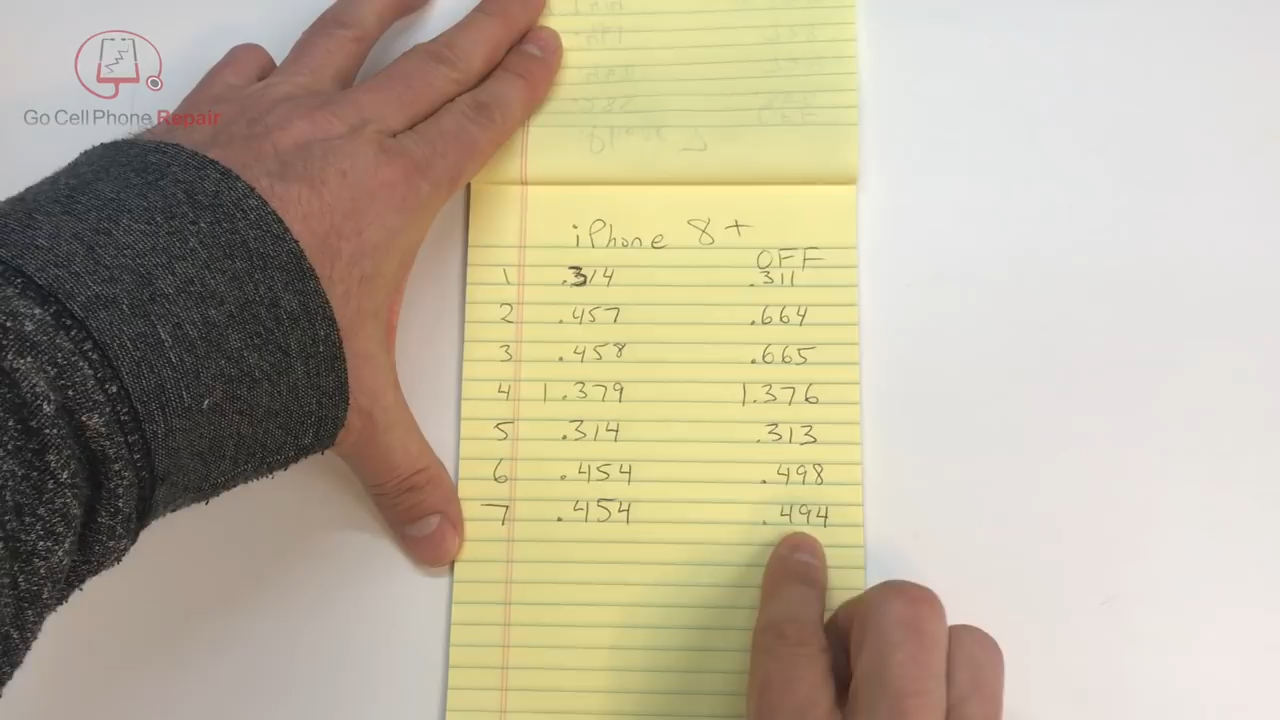 Go Cell Phone Repair
iPhone 8+
OFF
1 .314 .311
2 .457 .664
3 .458 .665
4 1.379 1.376
5 .314 .313
6 .454 .498
7 .454 .494